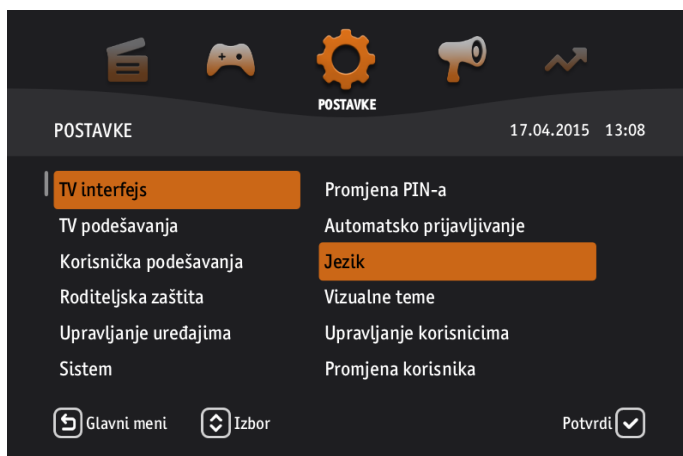 POSTAVKE
POSTAVKE
17.04.2015 13:08
TV interfejs
TV podešavanja
Korisnička podešavanja
Roditeljska zaštita
Upravljanje uređajima
Sistem
Promjena PIN-a
Automatsko prijavljivanje
Jezik
Vizualne teme
Upravljanje korisnicima
Promjena korisnika
Glavni meni
Izbor
Potvrdi